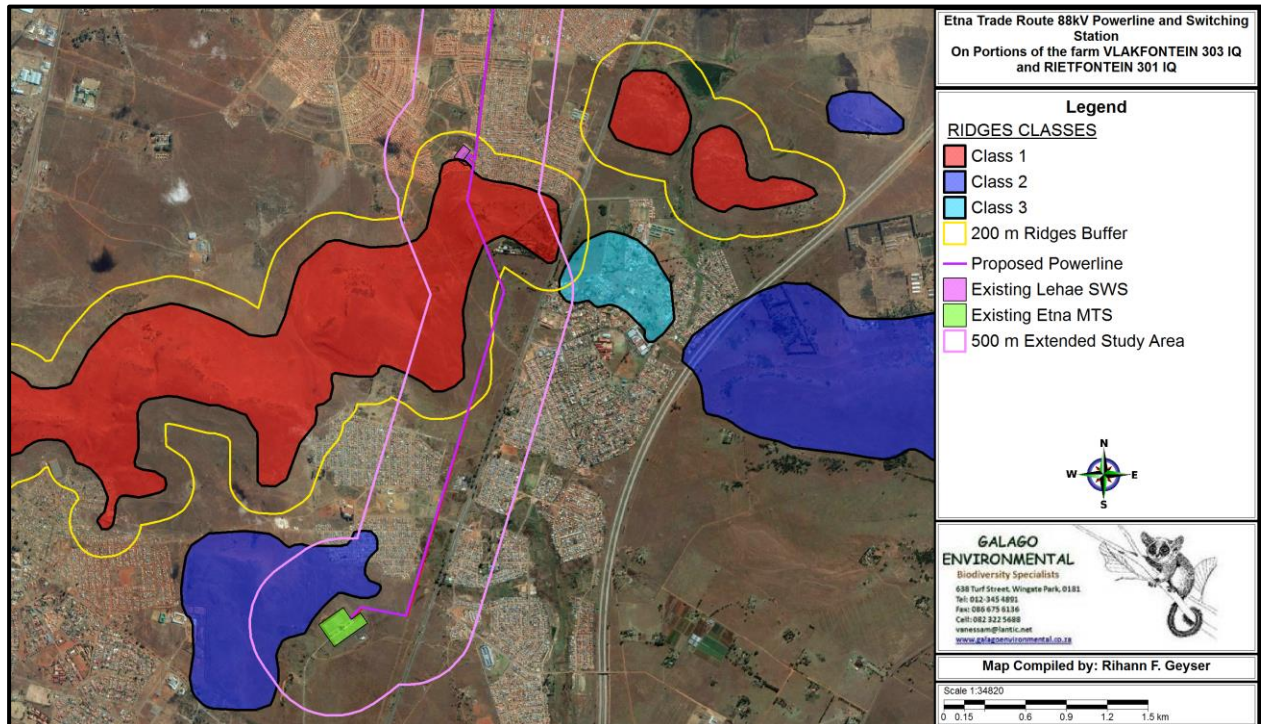 Etna Trade Route 88kV Powerline and Switching
Station
On Portions of the farm VLAKFONTEIN 303 IQ
and RIETFONTEIN 301 IQ
Legend
RIDGES CLASSES
Class 1
Class 2
Class 3
200 m Ridges Buffer
Proposed Powerline
Existing Lehae SWS
Existing Etna MTS
500 m Extended Study Area
N
W E
S
GALAGO
ENVIRONMENTAL
Biodiversity Specialists
638 Turf Street, Wingate Park, 0181
Tel: 012-345 4891
Fax: 086 675 6136
Cell: 082 322 5688
vanessam@lantic.net
www.galagoenvironmental.co.za
Map Compiled by: Rihann F. Geyser
Scale 1:34820
0 0.15 0.6 0.9 1.2 1.5 km